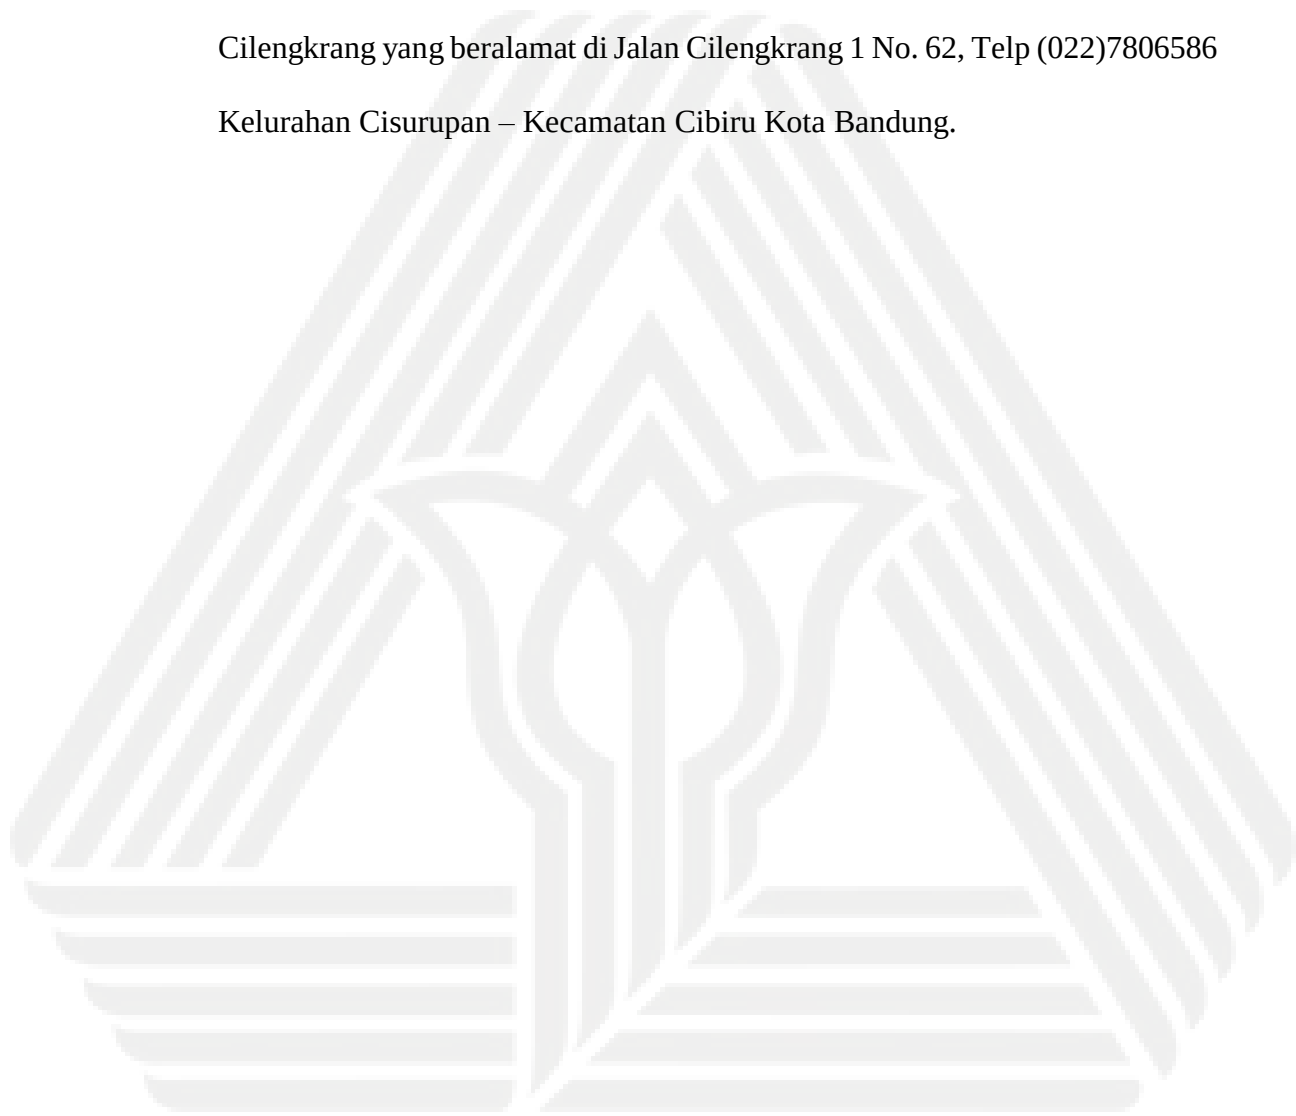 Cilengkrang yang beralamat di Jalan Cilengkrang 1 No. 62, Telp (022)7806586
Kelurahan Cisurupan – Kecamatan Cibiru Kota Bandung.